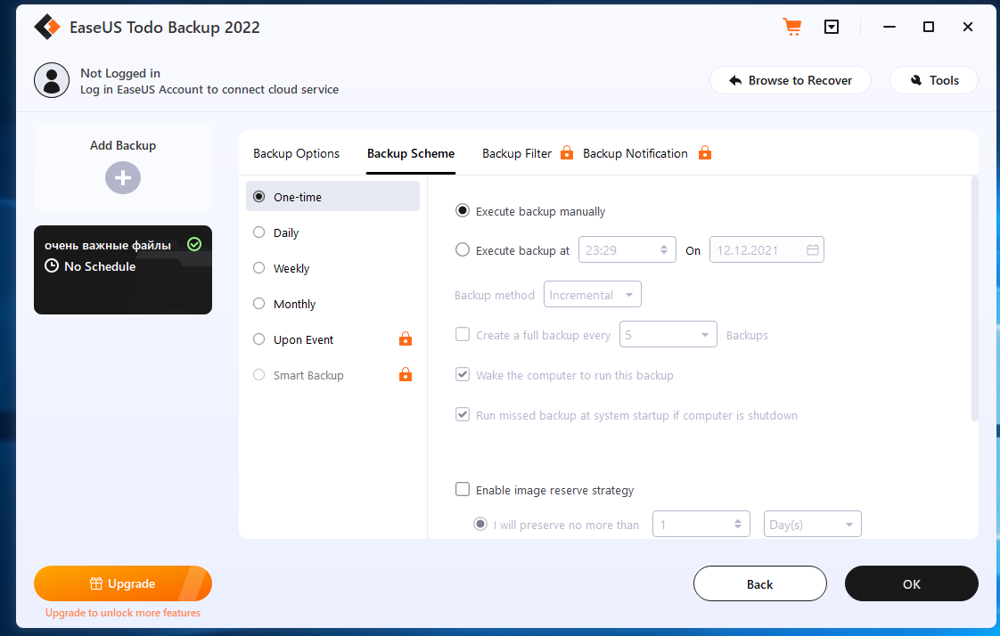 EaseUS Todo Backup 2022
Not Logged in
Log in EaseUS Account to connect cloud service
Browse to Recover
Tools
Add Backup
очень важные файлы
No Schedule
Backup Options
Backup Scheme
Backup Filter
Backup Notification
One-time
Daily
Weekly
Monthly
Upon Event
Smart Backup
Execute backup manually
Execute backup at 23:29 On 12.12.2021
Backup method Incremental
Create a full backup every 5 Backups
Wake the computer to run this backup
Run missed backup at system startup if computer is shutdown
Enable image reserve strategy
I will preserve no more than 1 Day(s)
Upgrade
Upgrade to unlock more features
Back
OK